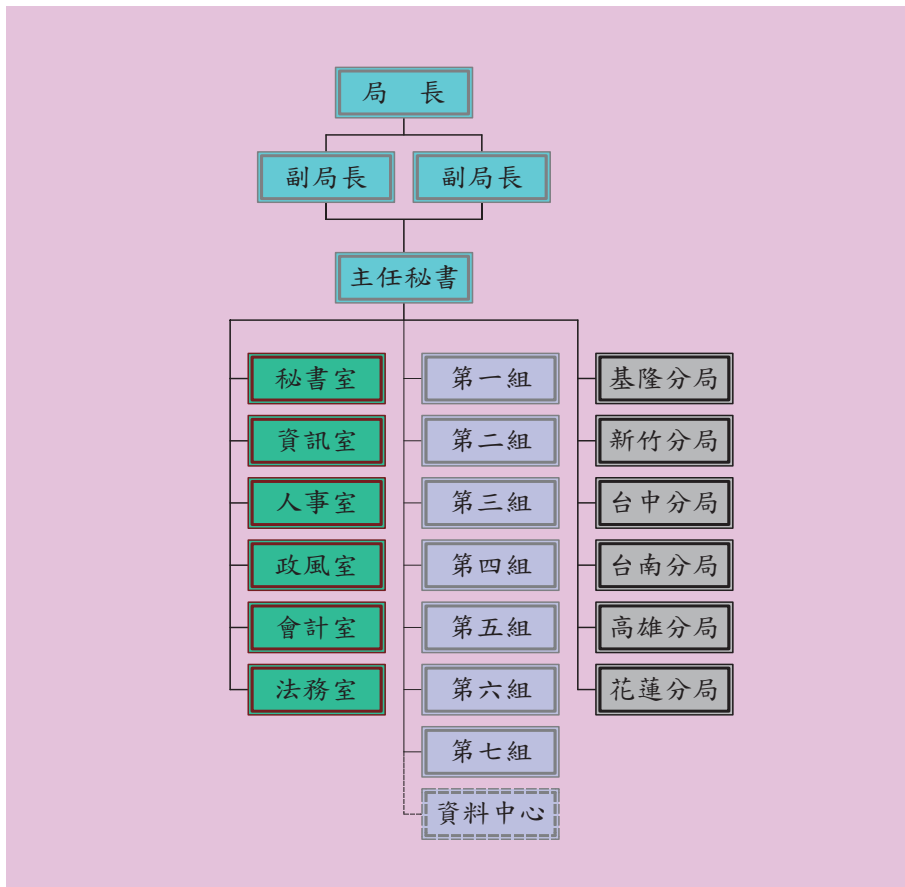 局　長
副局長
副局長
主任秘書
秘書室
資訊室
人事室
政風室
會計室
法務室
第一組
第二組
第三組
第四組
第五組
第六組
第七組
資料中心
基隆分局
新竹分局
台中分局
台南分局
高雄分局
花蓮分局